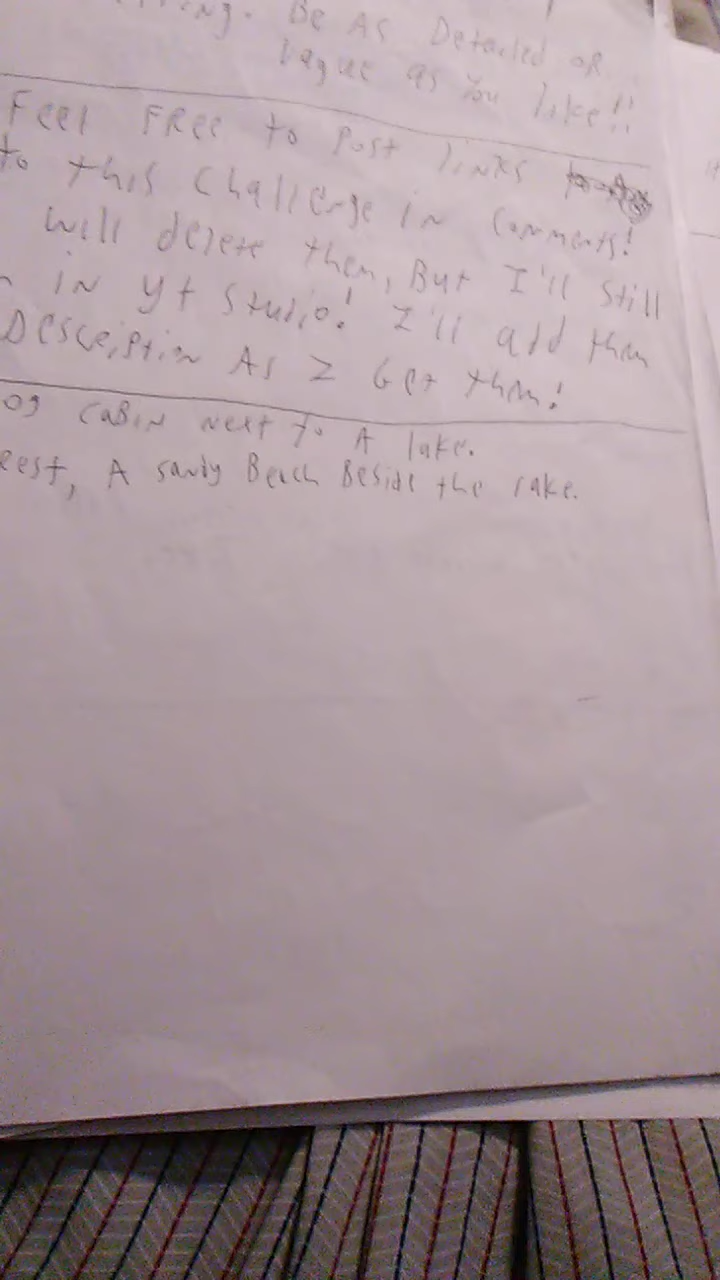 Be As Detailed OR
vague as You like!!
Feel FRee to Post links
to this Challenge in Comments!
will delete them, But I'll still
in yt studio! I'll add them
Description As I Get them!
og CaBiN next to A lake.
Rest, A sandy Beach Beside the lake.